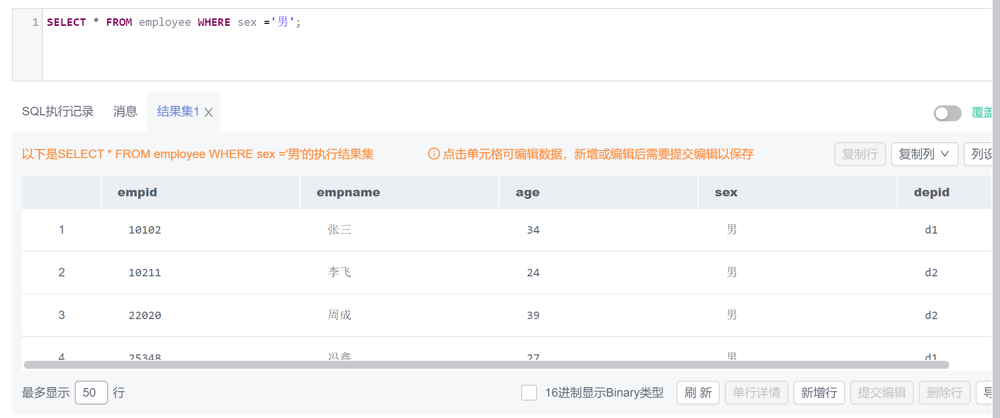 1 SELECT * FROM employee WHERE sex ='男';
SQL执行记录 消息 结果集1 覆盖
以下是SELECT * FROM employee WHERE sex ='男'的执行结果集 点击单元格可编辑数据，新增或编辑后需要提交编辑以保存 复制行 复制列 列设
empid empname age sex depid
1 10102 张三 34 男 d1
2 10211 李飞 24 男 d2
3 22020 周成 39 男 d2
4 25348 冯鑫 27 男 d1
最多显示 50 行 16进制显示Binary类型 刷 新 单行详情 新增行 提交编辑 删除行 导